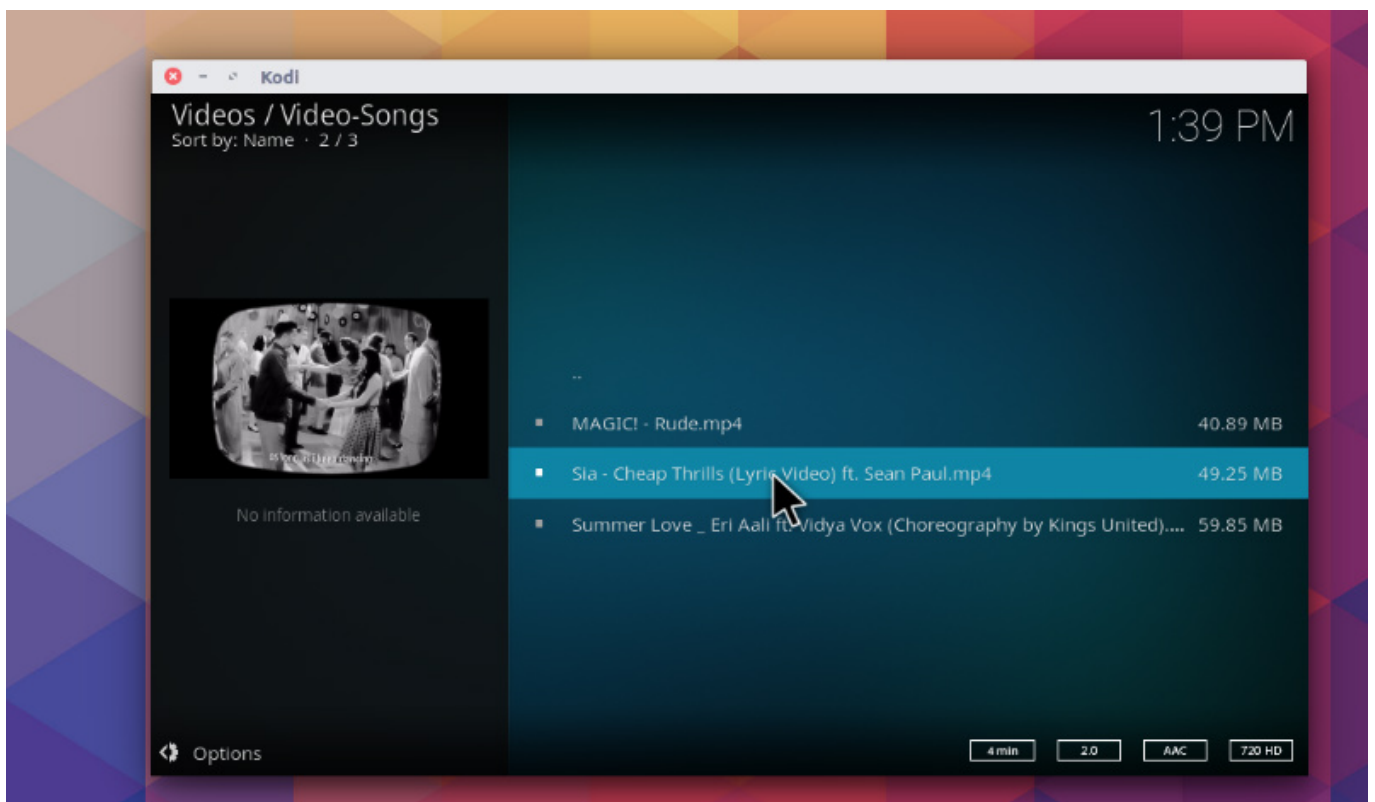 Kodi
Videos / Video-Songs
Sort by: Name · 2 / 3
1:39 PM
..
MAGIC! - Rude.mp4 40.89 MB
Sia - Cheap Thrills (Lyric Video) ft. Sean Paul.mp4 49.25 MB
Summer Love _ Eri Aali ft. Vidya Vox (Choreography by Kings United).... 59.85 MB
No information available
Options
4 min 2.0 AAC 720 HD